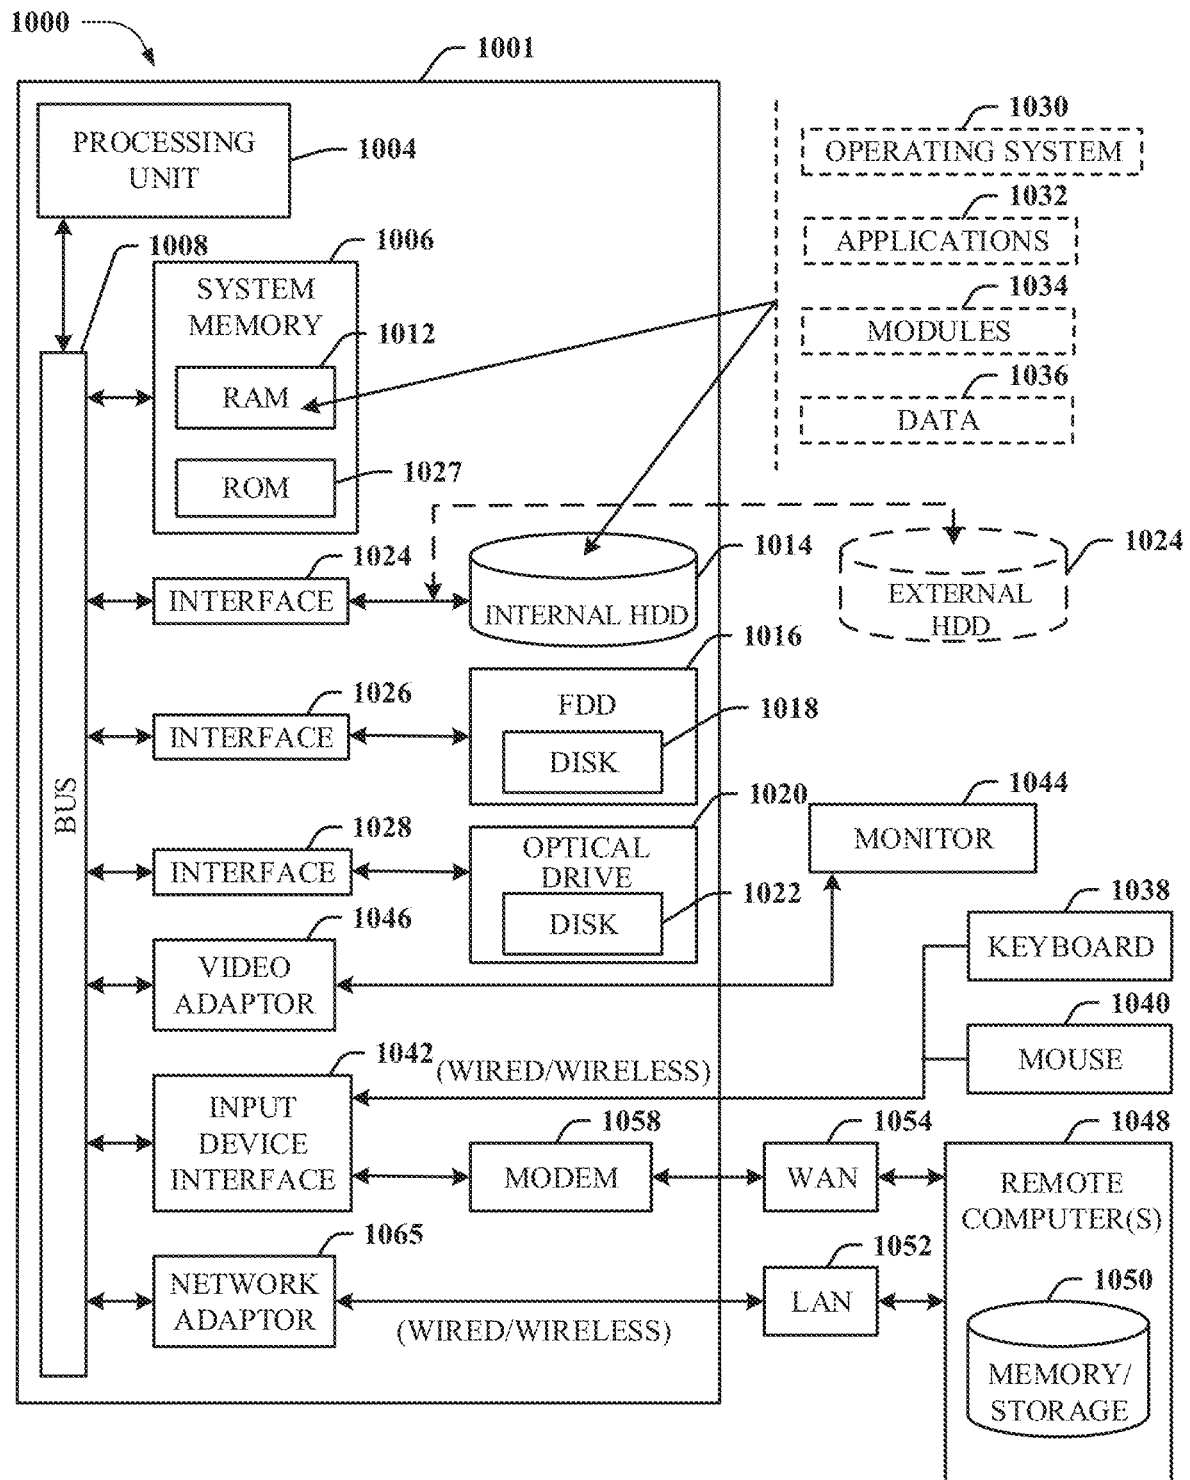 1000
1001
PROCESSING
UNIT
1004
1030
OPERATING SYSTEM
1032
APPLICATIONS
1034
MODULES
1036
DATA
1008
1006
SYSTEM
MEMORY
1012
RAM
1027
ROM
1024
INTERFACE
1014
INTERNAL HDD
1024
EXTERNAL
HDD
1026
INTERFACE
1016
FDD
1018
DISK
BUS
1028
INTERFACE
1020
OPTICAL
DRIVE
1022
DISK
1044
MONITOR
1046
VIDEO
ADAPTOR
1038
KEYBOARD
1040
MOUSE
1042
(WIRED/WIRELESS)
INPUT
DEVICE
INTERFACE
1058
MODEM
1054
WAN
1048
REMOTE
COMPUTER(S)
1065
NETWORK
ADAPTOR
(WIRED/WIRELESS)
1052
LAN
1050
MEMORY/
STORAGE